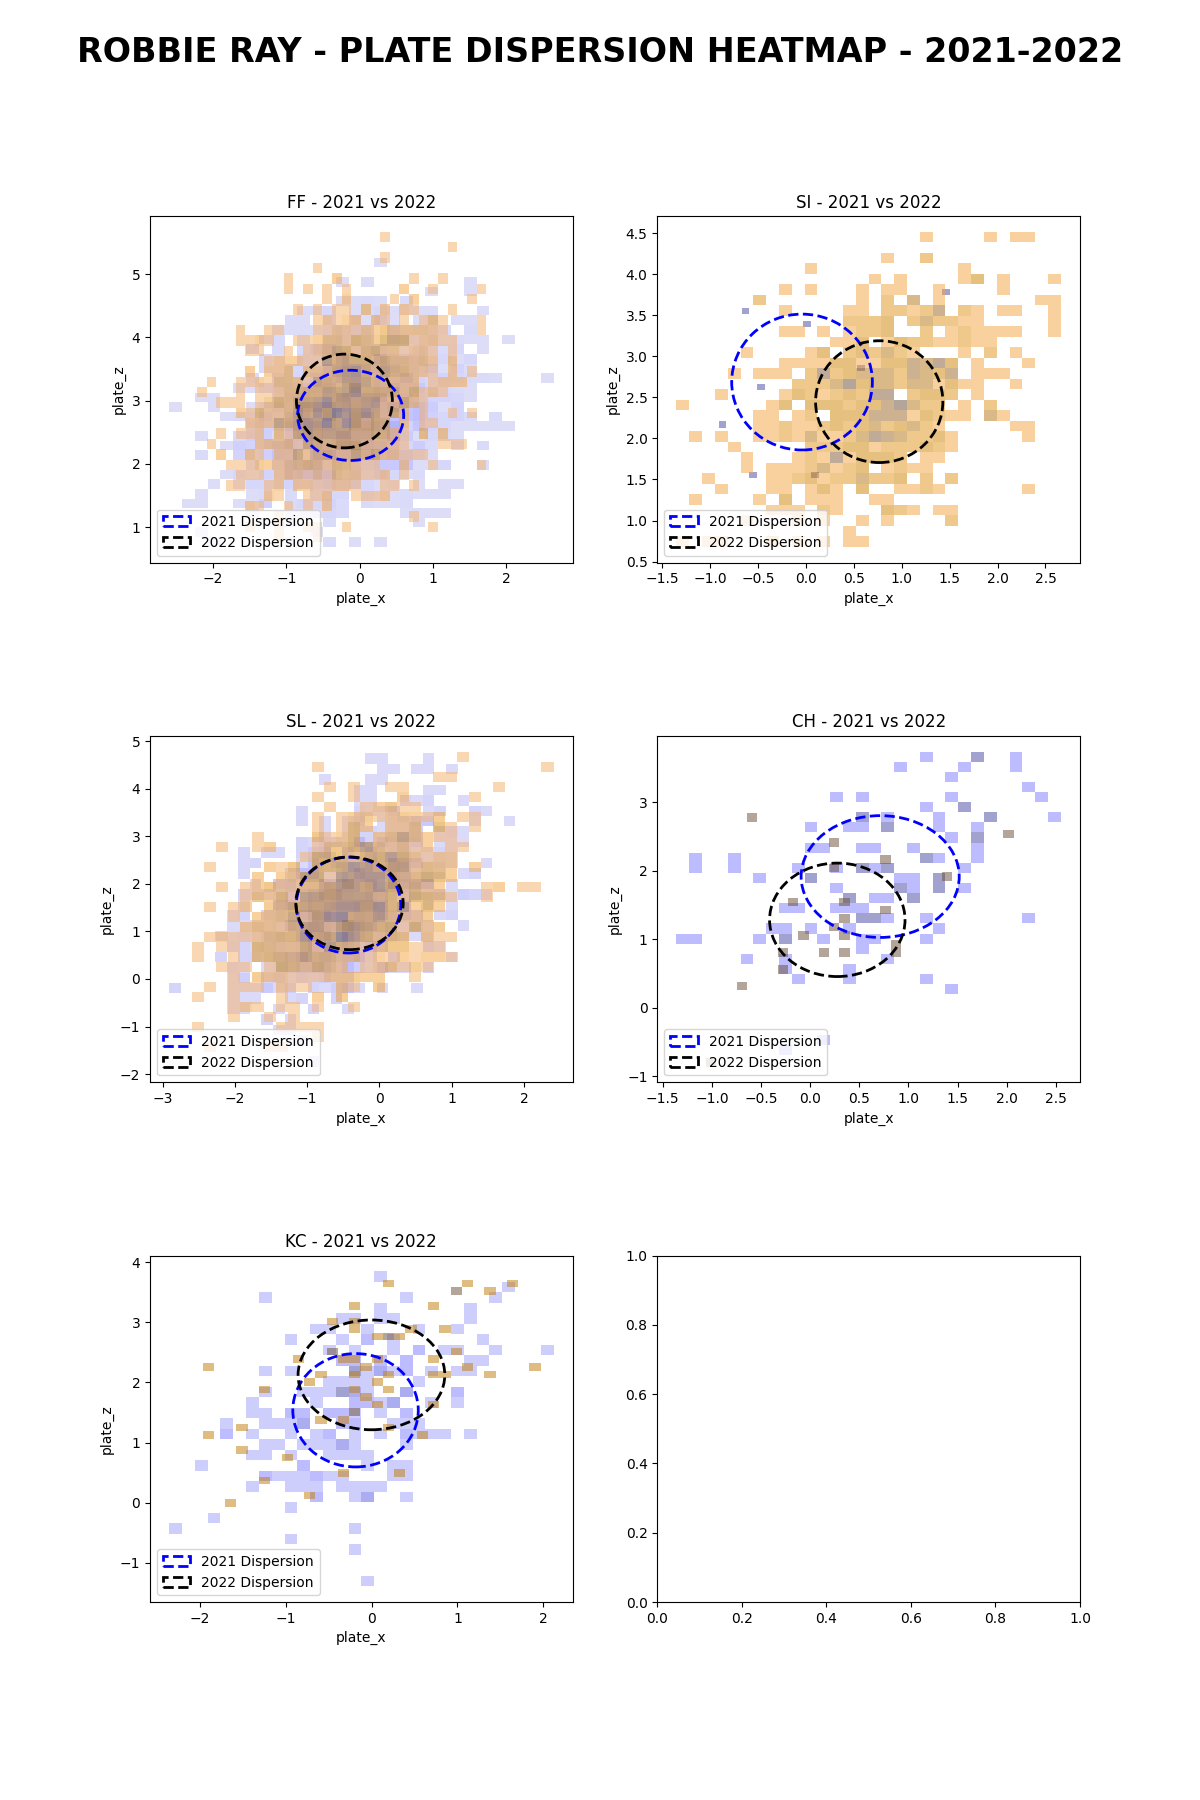 ROBBIE RAY - PLATE DISPERSION HEATMAP - 2021-2022
FF - 2021 vs 2022
5
4
3
2
1
plate_z
2021 Dispersion
2022 Dispersion
−2 −1 0 1 2
plate_x
SI - 2021 vs 2022
4.5
4.0
3.5
3.0
2.5
2.0
1.5
1.0
0.5
plate_z
2021 Dispersion
2022 Dispersion
−1.5 −1.0 −0.5 0.0 0.5 1.0 1.5 2.0 2.5
plate_x
SL - 2021 vs 2022
5
4
3
2
1
0
−1
−2
plate_z
2021 Dispersion
2022 Dispersion
−3 −2 −1 0 1 2
plate_x
CH - 2021 vs 2022
3
2
1
0
−1
plate_z
2021 Dispersion
2022 Dispersion
−1.5 −1.0 −0.5 0.0 0.5 1.0 1.5 2.0 2.5
plate_x
KC - 2021 vs 2022
4
3
2
1
0
−1
plate_z
2021 Dispersion
2022 Dispersion
−2 −1 0 1 2
plate_x
1.0
0.8
0.6
0.4
0.2
0.0
0.0 0.2 0.4 0.6 0.8 1.0